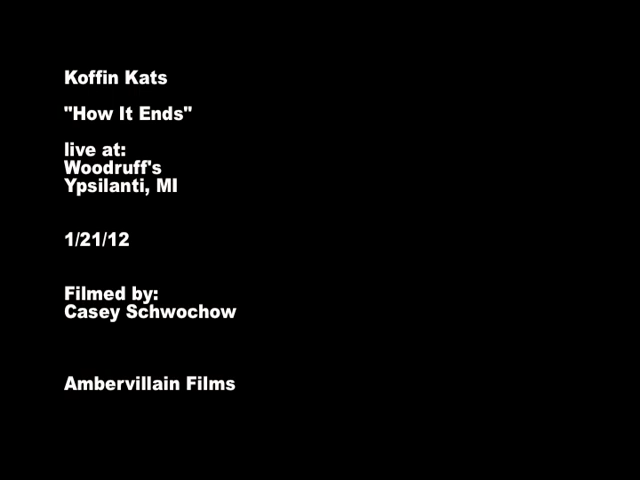 Koffin Kats
"How It Ends"
live at:
Woodruff's
Ypsilanti, MI
1/21/12
Filmed by:
Casey Schwochow
Ambervillain Films